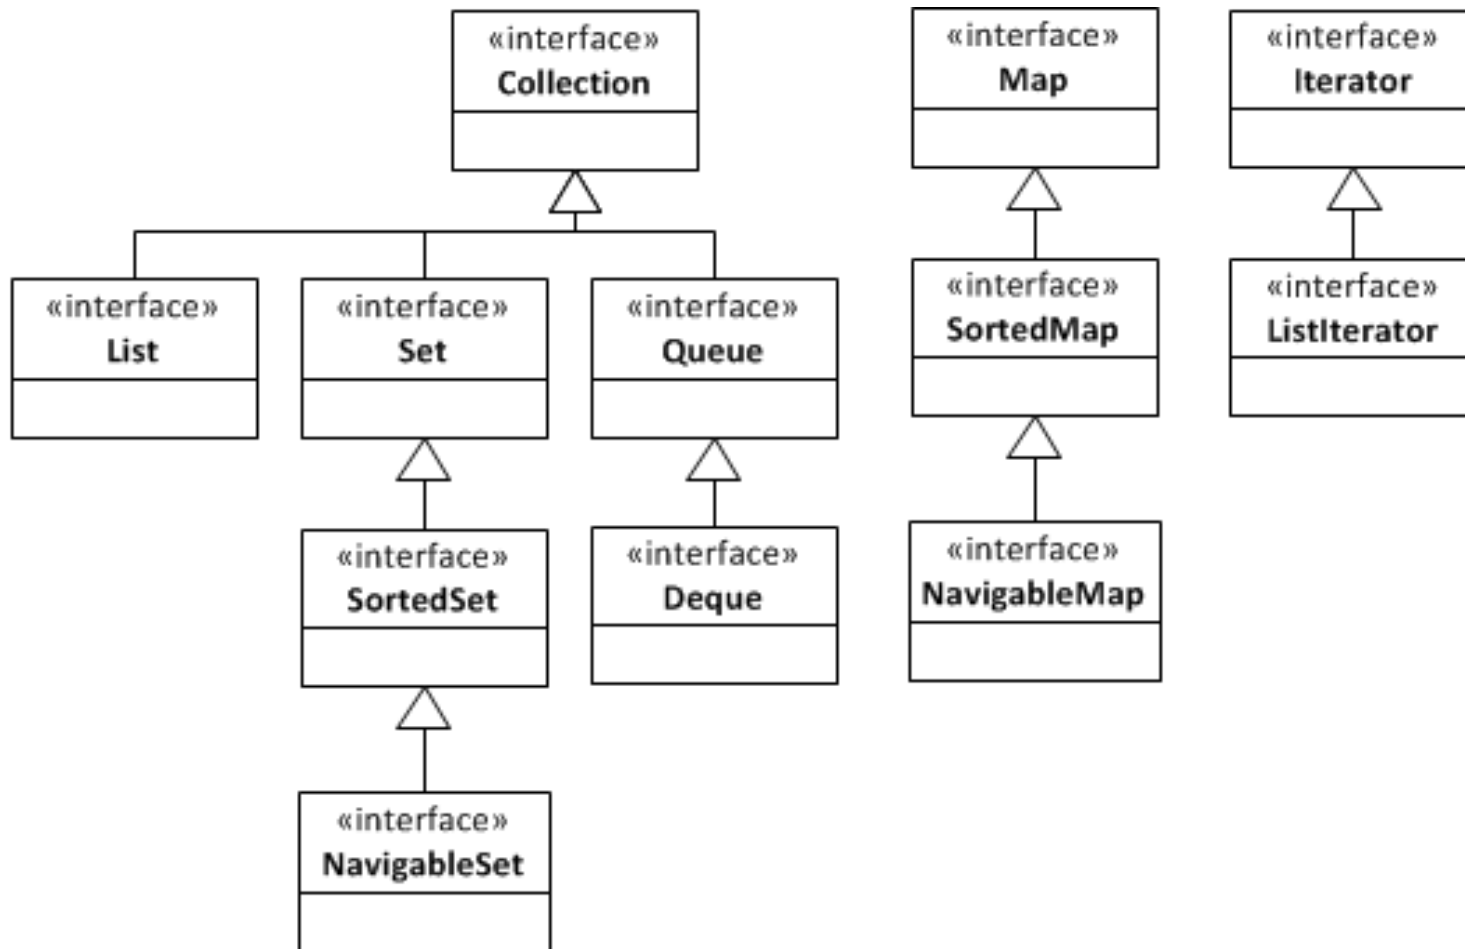 «interface»
Collection
«interface»
Map
«interface»
Iterator
«interface»
List
«interface»
Set
«interface»
Queue
«interface»
SortedMap
«interface»
ListIterator
«interface»
SortedSet
«interface»
Deque
«interface»
NavigableMap
«interface»
NavigableSet